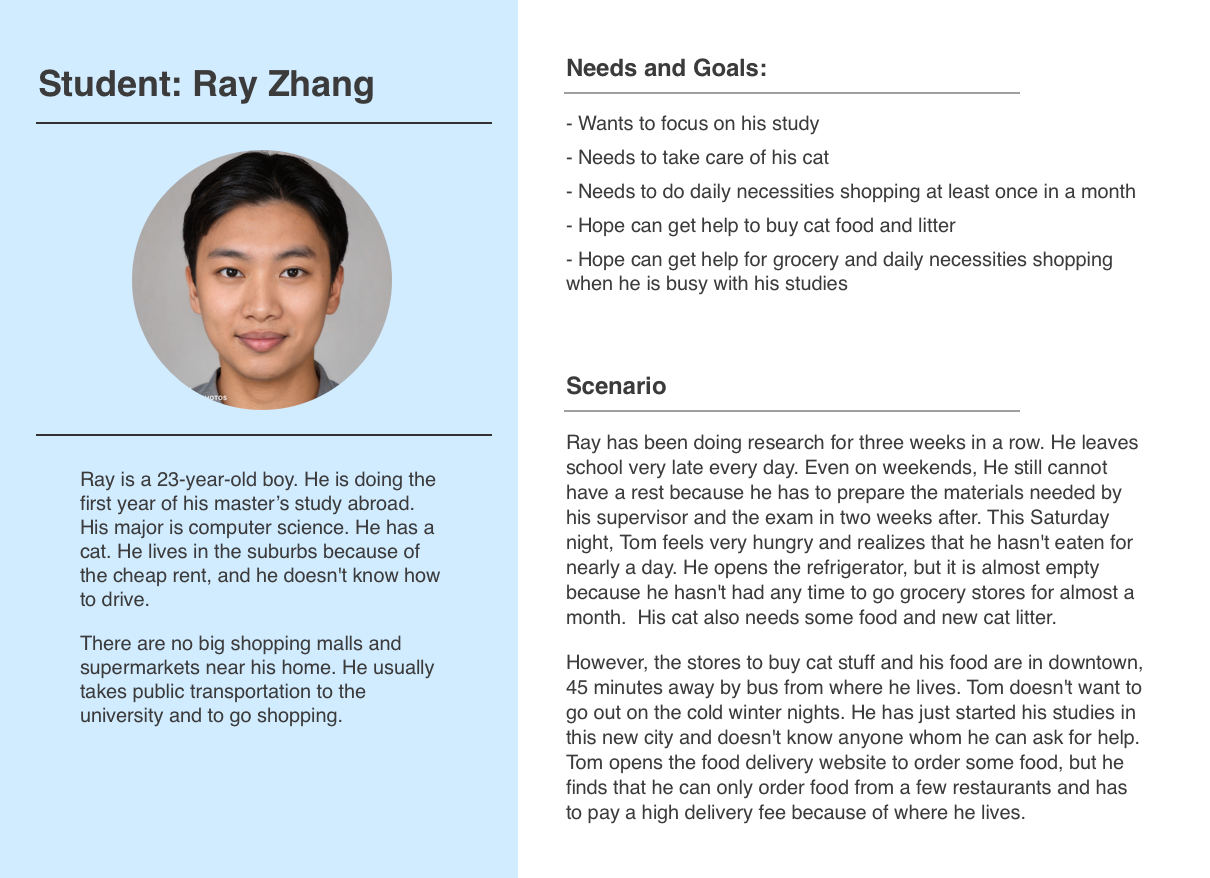 Student: Ray Zhang
Ray is a 23-year-old boy. He is doing the
first year of his master’s study abroad.
His major is computer science. He has a
cat. He lives in the suburbs because of
the cheap rent, and he doesn't know how
to drive.
There are no big shopping malls and
supermarkets near his home. He usually
takes public transportation to the
university and to go shopping.
Needs and Goals:
- Wants to focus on his study
- Needs to take care of his cat
- Needs to do daily necessities shopping at least once in a month
- Hope can get help to buy cat food and litter
- Hope can get help for grocery and daily necessities shopping
when he is busy with his studies
Scenario
Ray has been doing research for three weeks in a row. He leaves
school very late every day. Even on weekends, He still cannot
have a rest because he has to prepare the materials needed by
his supervisor and the exam in two weeks after. This Saturday
night, Tom feels very hungry and realizes that he hasn't eaten for
nearly a day. He opens the refrigerator, but it is almost empty
because he hasn't had any time to go grocery stores for almost a
month.  His cat also needs some food and new cat litter.
However, the stores to buy cat stuff and his food are in downtown,
45 minutes away by bus from where he lives. Tom doesn't want to
go out on the cold winter nights. He has just started his studies in
this new city and doesn't know anyone whom he can ask for help.
Tom opens the food delivery website to order some food, but he
finds that he can only order food from a few restaurants and has
to pay a high delivery fee because of where he lives.